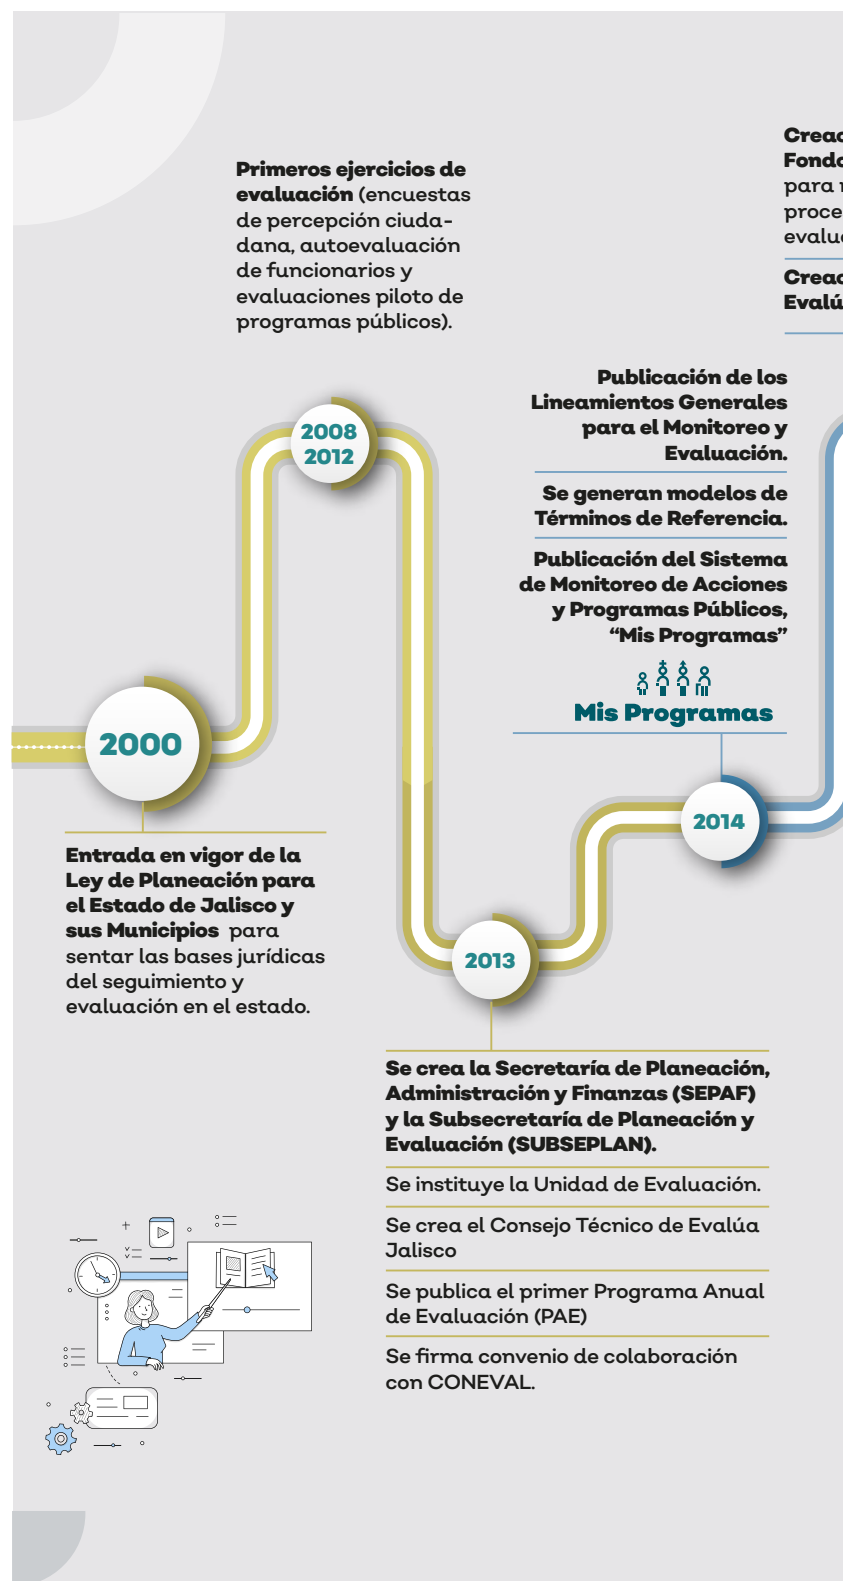 Primeros ejercicios de
evaluación (encuestas
de percepción ciuda-
dana, autoevaluación
de funcionarios y
evaluaciones piloto de
programas públicos).
2008
2012
2000
Entrada en vigor de la
Ley de Planeación para
el Estado de Jalisco y
sus Municipios para
sentar las bases jurídicas
del seguimiento y
evaluación en el estado.
2013
Se crea la Secretaría de Planeación,
Administración y Finanzas (SEPAF)
y la Subsecretaría de Planeación y
Evaluación (SUBSEPLAN).
Se instituye la Unidad de Evaluación.
Se crea el Consejo Técnico de Evalúa
Jalisco
Se publica el primer Programa Anual
de Evaluación (PAE)
Se firma convenio de colaboración
con CONEVAL.
Publicación de los
Lineamientos Generales
para el Monitoreo y
Evaluación.
Se generan modelos de
Términos de Referencia.
Publicación del Sistema
de Monitoreo de Acciones
y Programas Públicos,
“Mis Programas”
Mis Programas
2014
para